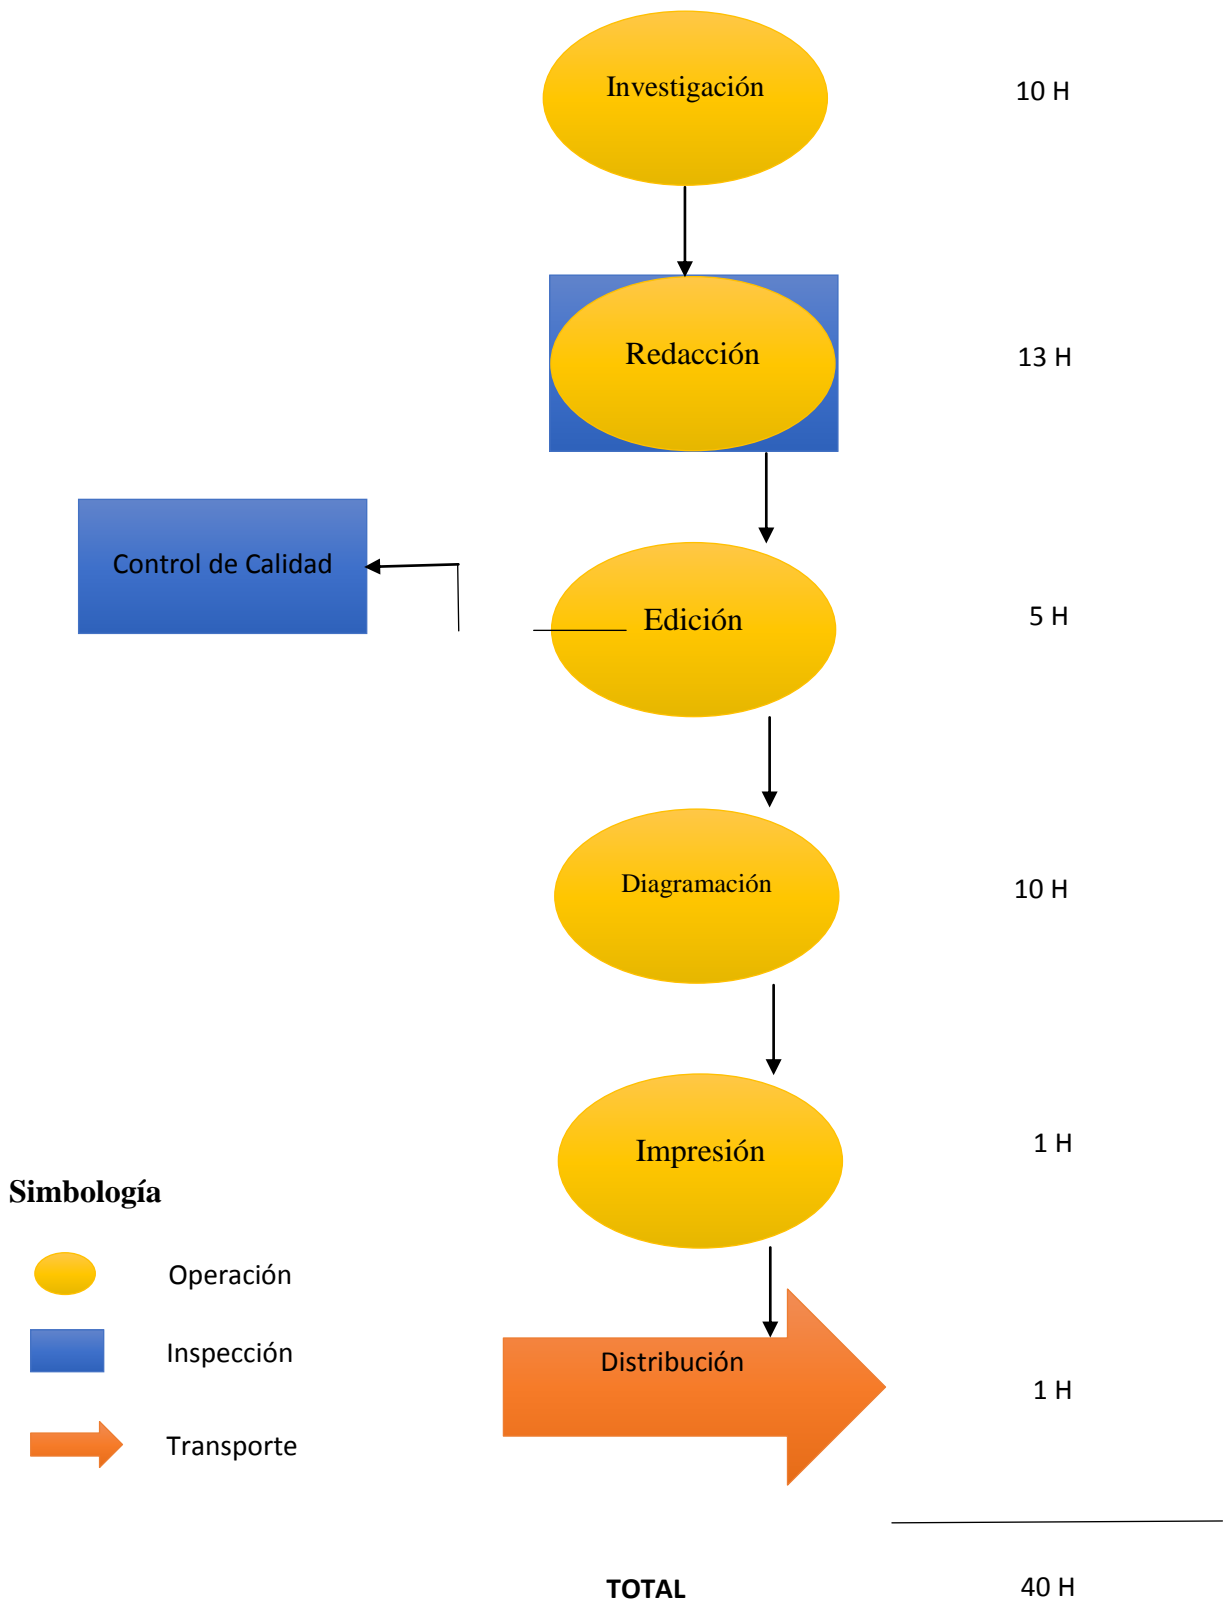 Investigación
10 H
Redacción
13 H
Control de Calidad
Edición
5 H
Diagramación
10 H
Impresión
1 H
Simbología
Operación
Inspección
Transporte
Distribución
1 H
TOTAL
40 H